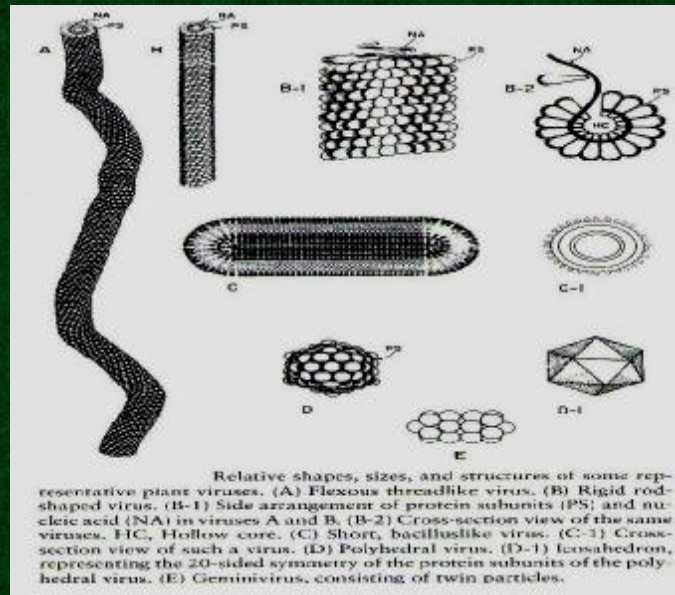 NA
PS
A
NA
PS
B
NA
PS
B-1
NA
PS
B-2
HC
C
C-1
PS
D
D-1
E
Relative shapes, sizes, and structures of some rep-
resentative plant viruses. (A) Flexous threadlike virus. (B) Rigid rod-
shaped virus. (B-1) Side arrangement of protein subunits (PS) and nu-
cleic acid (NA) in viruses A and B. (B-2) Cross-section view of the same
viruses. HC, Hollow core. (C) Short, bacilluslike virus. (C-1) Cross-
section view of such a virus. (D) Polyhedral virus. (D-1) Icosahedron,
representing the 20-sided symmetry of the protein subunits of the poly-
hedral virus. (E) Geminivirus, consisting of twin particles.